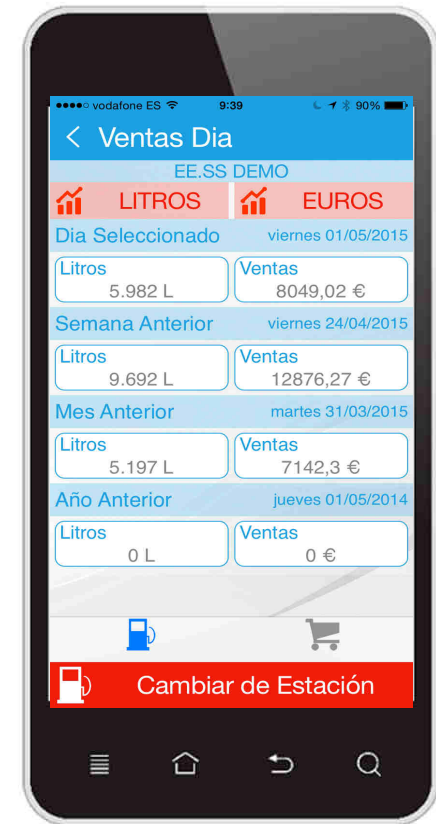 vodafone ES 9:39 90%
Ventas Dia
EE.SS DEMO
LITROS EUROS
Dia Seleccionado viernes 01/05/2015
Litros Ventas
5.982 L 8049,02 €
Semana Anterior viernes 24/04/2015
Litros Ventas
9.692 L 12876,27 €
Mes Anterior martes 31/03/2015
Litros Ventas
5.197 L 7142,3 €
Año Anterior jueves 01/05/2014
Litros Ventas
0 L 0 €
Cambiar de Estación